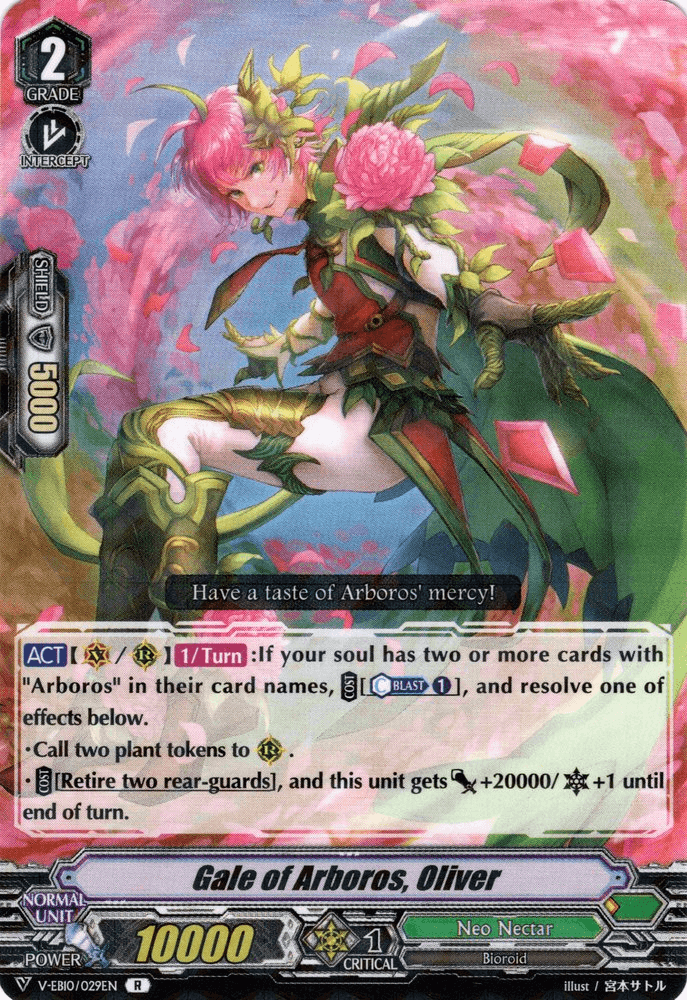 2
GRADE
INTERCEPT
SHIELD
5000
Have a taste of Arboros' mercy!
ACT【 V / R 】1/Turn :If your soul has two or more cards with
"Arboros" in their card names, COST[C BLAST 1], and resolve one of
effects below.
・Call two plant tokens to R .
・COST[Retire two rear-guards], and this unit gets +20000/ +1 until
end of turn.
Gale of Arboros, Oliver
NORMAL
UNIT
POWER
10000
1
CRITICAL
Neo Nectar
Bioroid
V-EB10/029EN R
illust / 宮本サトル